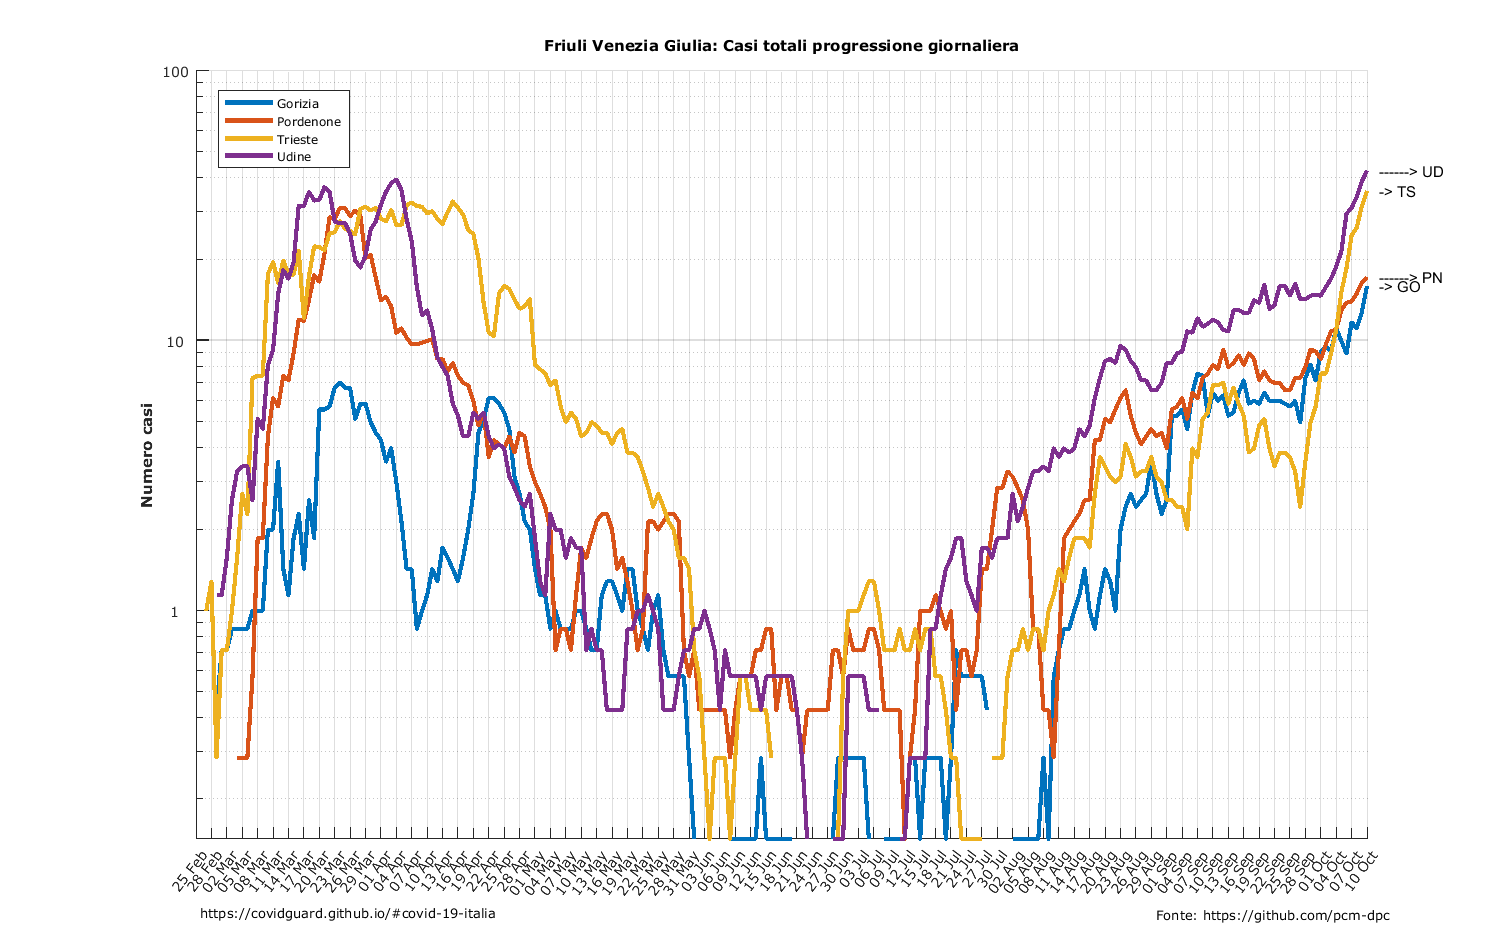 Friuli Venezia Giulia: Casi totali progressione giornaliera
100
10
1
Numero casi
Gorizia
Pordenone
Trieste
Udine
------> UD
-> TS
------> PN
-> GO
25 Feb
28 Feb
02 Mar
05 Mar
08 Mar
11 Mar
14 Mar
17 Mar
20 Mar
23 Mar
26 Mar
29 Mar
01 Apr
04 Apr
07 Apr
10 Apr
13 Apr
16 Apr
19 Apr
22 Apr
25 Apr
28 Apr
01 May
04 May
07 May
10 May
13 May
16 May
19 May
22 May
25 May
28 May
31 May
03 Jun
06 Jun
09 Jun
12 Jun
15 Jun
18 Jun
21 Jun
24 Jun
27 Jun
30 Jun
03 Jul
06 Jul
09 Jul
12 Jul
15 Jul
18 Jul
21 Jul
24 Jul
27 Jul
30 Jul
02 Aug
05 Aug
08 Aug
11 Aug
14 Aug
17 Aug
20 Aug
23 Aug
26 Aug
29 Aug
01 Sep
04 Sep
07 Sep
10 Sep
13 Sep
16 Sep
19 Sep
22 Sep
25 Sep
28 Sep
01 Oct
04 Oct
07 Oct
10 Oct
https://covidguard.github.io/#covid-19-italia
Fonte: https://github.com/pcm-dpc